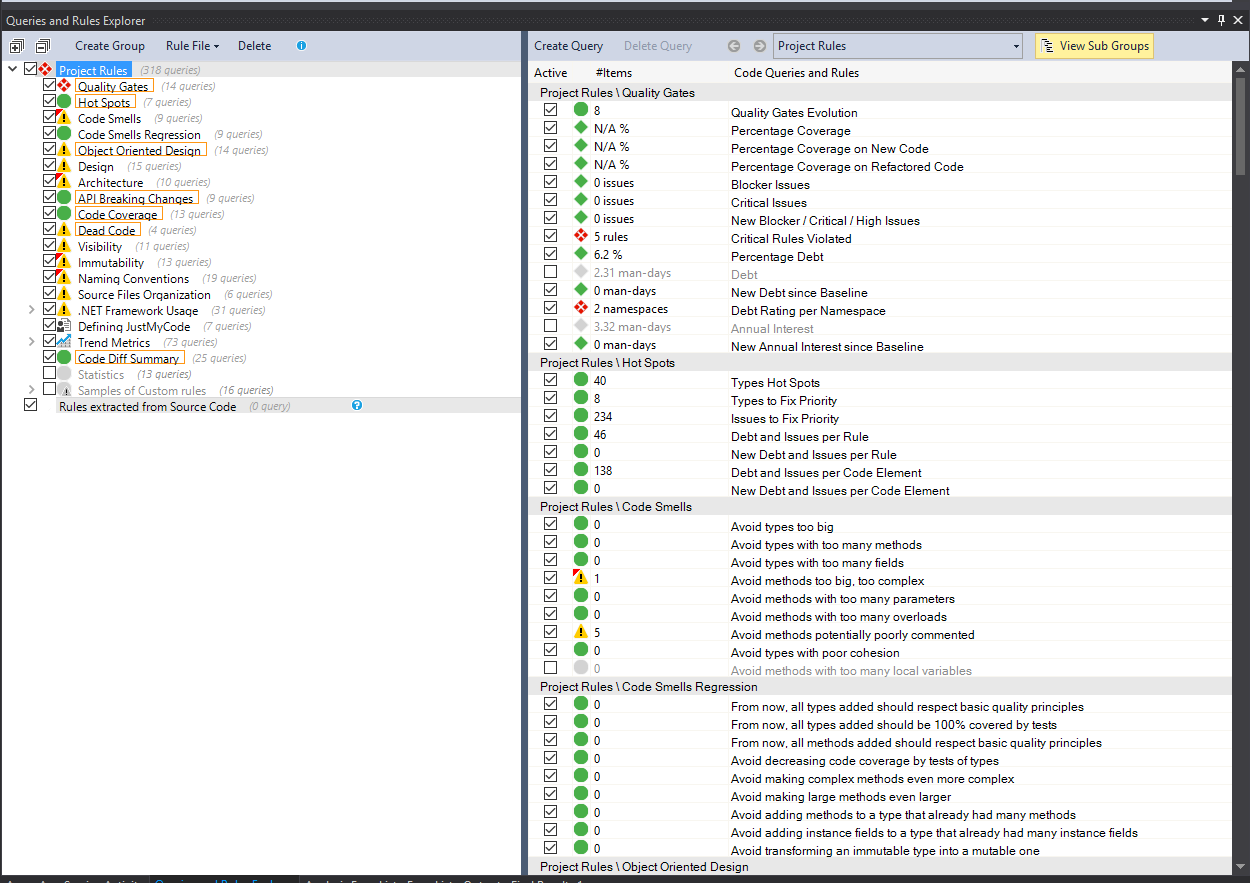 Queries and Rules Explorer
Create Group Rule File Delete
Project Rules (318 queries)
Quality Gates (14 queries)
Hot Spots (7 queries)
Code Smells (9 queries)
Code Smells Regression (9 queries)
Object Oriented Design (14 queries)
Design (15 queries)
Architecture (10 queries)
API Breaking Changes (9 queries)
Code Coverage (13 queries)
Dead Code (4 queries)
Visibility (11 queries)
Immutability (13 queries)
Naming Conventions (19 queries)
Source Files Organization (6 queries)
.NET Framework Usage (31 queries)
Defining JustMyCode (7 queries)
Trend Metrics (73 queries)
Code Diff Summary (25 queries)
Statistics (13 queries)
Samples of Custom rules (16 queries)
Rules extracted from Source Code (0 query)
Create Query Delete Query Project Rules View Sub Groups
Active #Items Code Queries and Rules
Project Rules \ Quality Gates
8 Quality Gates Evolution
N/A % Percentage Coverage
N/A % Percentage Coverage on New Code
N/A % Percentage Coverage on Refactored Code
0 issues Blocker Issues
0 issues Critical Issues
0 issues New Blocker / Critical / High Issues
5 rules Critical Rules Violated
6.2 % Percentage Debt
2.31 man-days Debt
0 man-days New Debt since Baseline
2 namespaces Debt Rating per Namespace
3.32 man-days Annual Interest
0 man-days New Annual Interest since Baseline
Project Rules \ Hot Spots
40 Types Hot Spots
8 Types to Fix Priority
234 Issues to Fix Priority
46 Debt and Issues per Rule
0 New Debt and Issues per Rule
138 Debt and Issues per Code Element
0 New Debt and Issues per Code Element
Project Rules \ Code Smells
0 Avoid types too big
0 Avoid types with too many methods
0 Avoid types with too many fields
1 Avoid methods too big, too complex
0 Avoid methods with too many parameters
0 Avoid methods with too many overloads
5 Avoid methods potentially poorly commented
0 Avoid types with poor cohesion
0 Avoid methods with too many local variables
Project Rules \ Code Smells Regression
0 From now, all types added should respect basic quality principles
0 From now, all types added should be 100% covered by tests
0 From now, all methods added should respect basic quality principles
0 Avoid decreasing code coverage by tests of types
0 Avoid making complex methods even more complex
0 Avoid making large methods even larger
0 Avoid adding methods to a type that already had many methods
0 Avoid adding instance fields to a type that already had many instance fields
0 Avoid transforming an immutable type into a mutable one
Project Rules \ Object Oriented Design